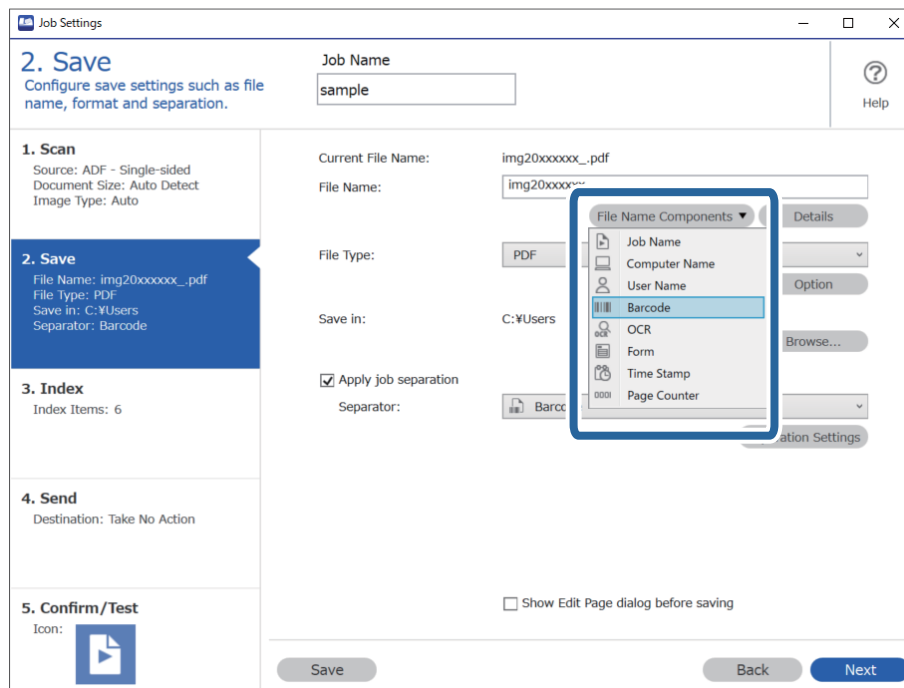 Job Settings
2. Save
Configure save settings such as file
name, format and separation.
Job Name
sample
Help
1. Scan
Source: ADF - Single-sided
Document Size: Auto Detect
Image Type: Auto
2. Save
File Name: img20xxxxxx_.pdf
File Type: PDF
Save in: C:¥Users
Separator: Barcode
3. Index
Index Items: 6
4. Send
Destination: Take No Action
5. Confirm/Test
Icon:
Current File Name: img20xxxxxx_.pdf
File Name: img20xxxxxx
File Name Components Details
Job Name
Computer Name
User Name
Barcode
OCR
Form
Time Stamp
Page Counter
File Type: PDF
Option
Save in: C:¥Users
Browse...
Apply job separation
Separator:
Settings
Show Edit Page dialog before saving
Save
Back
Next